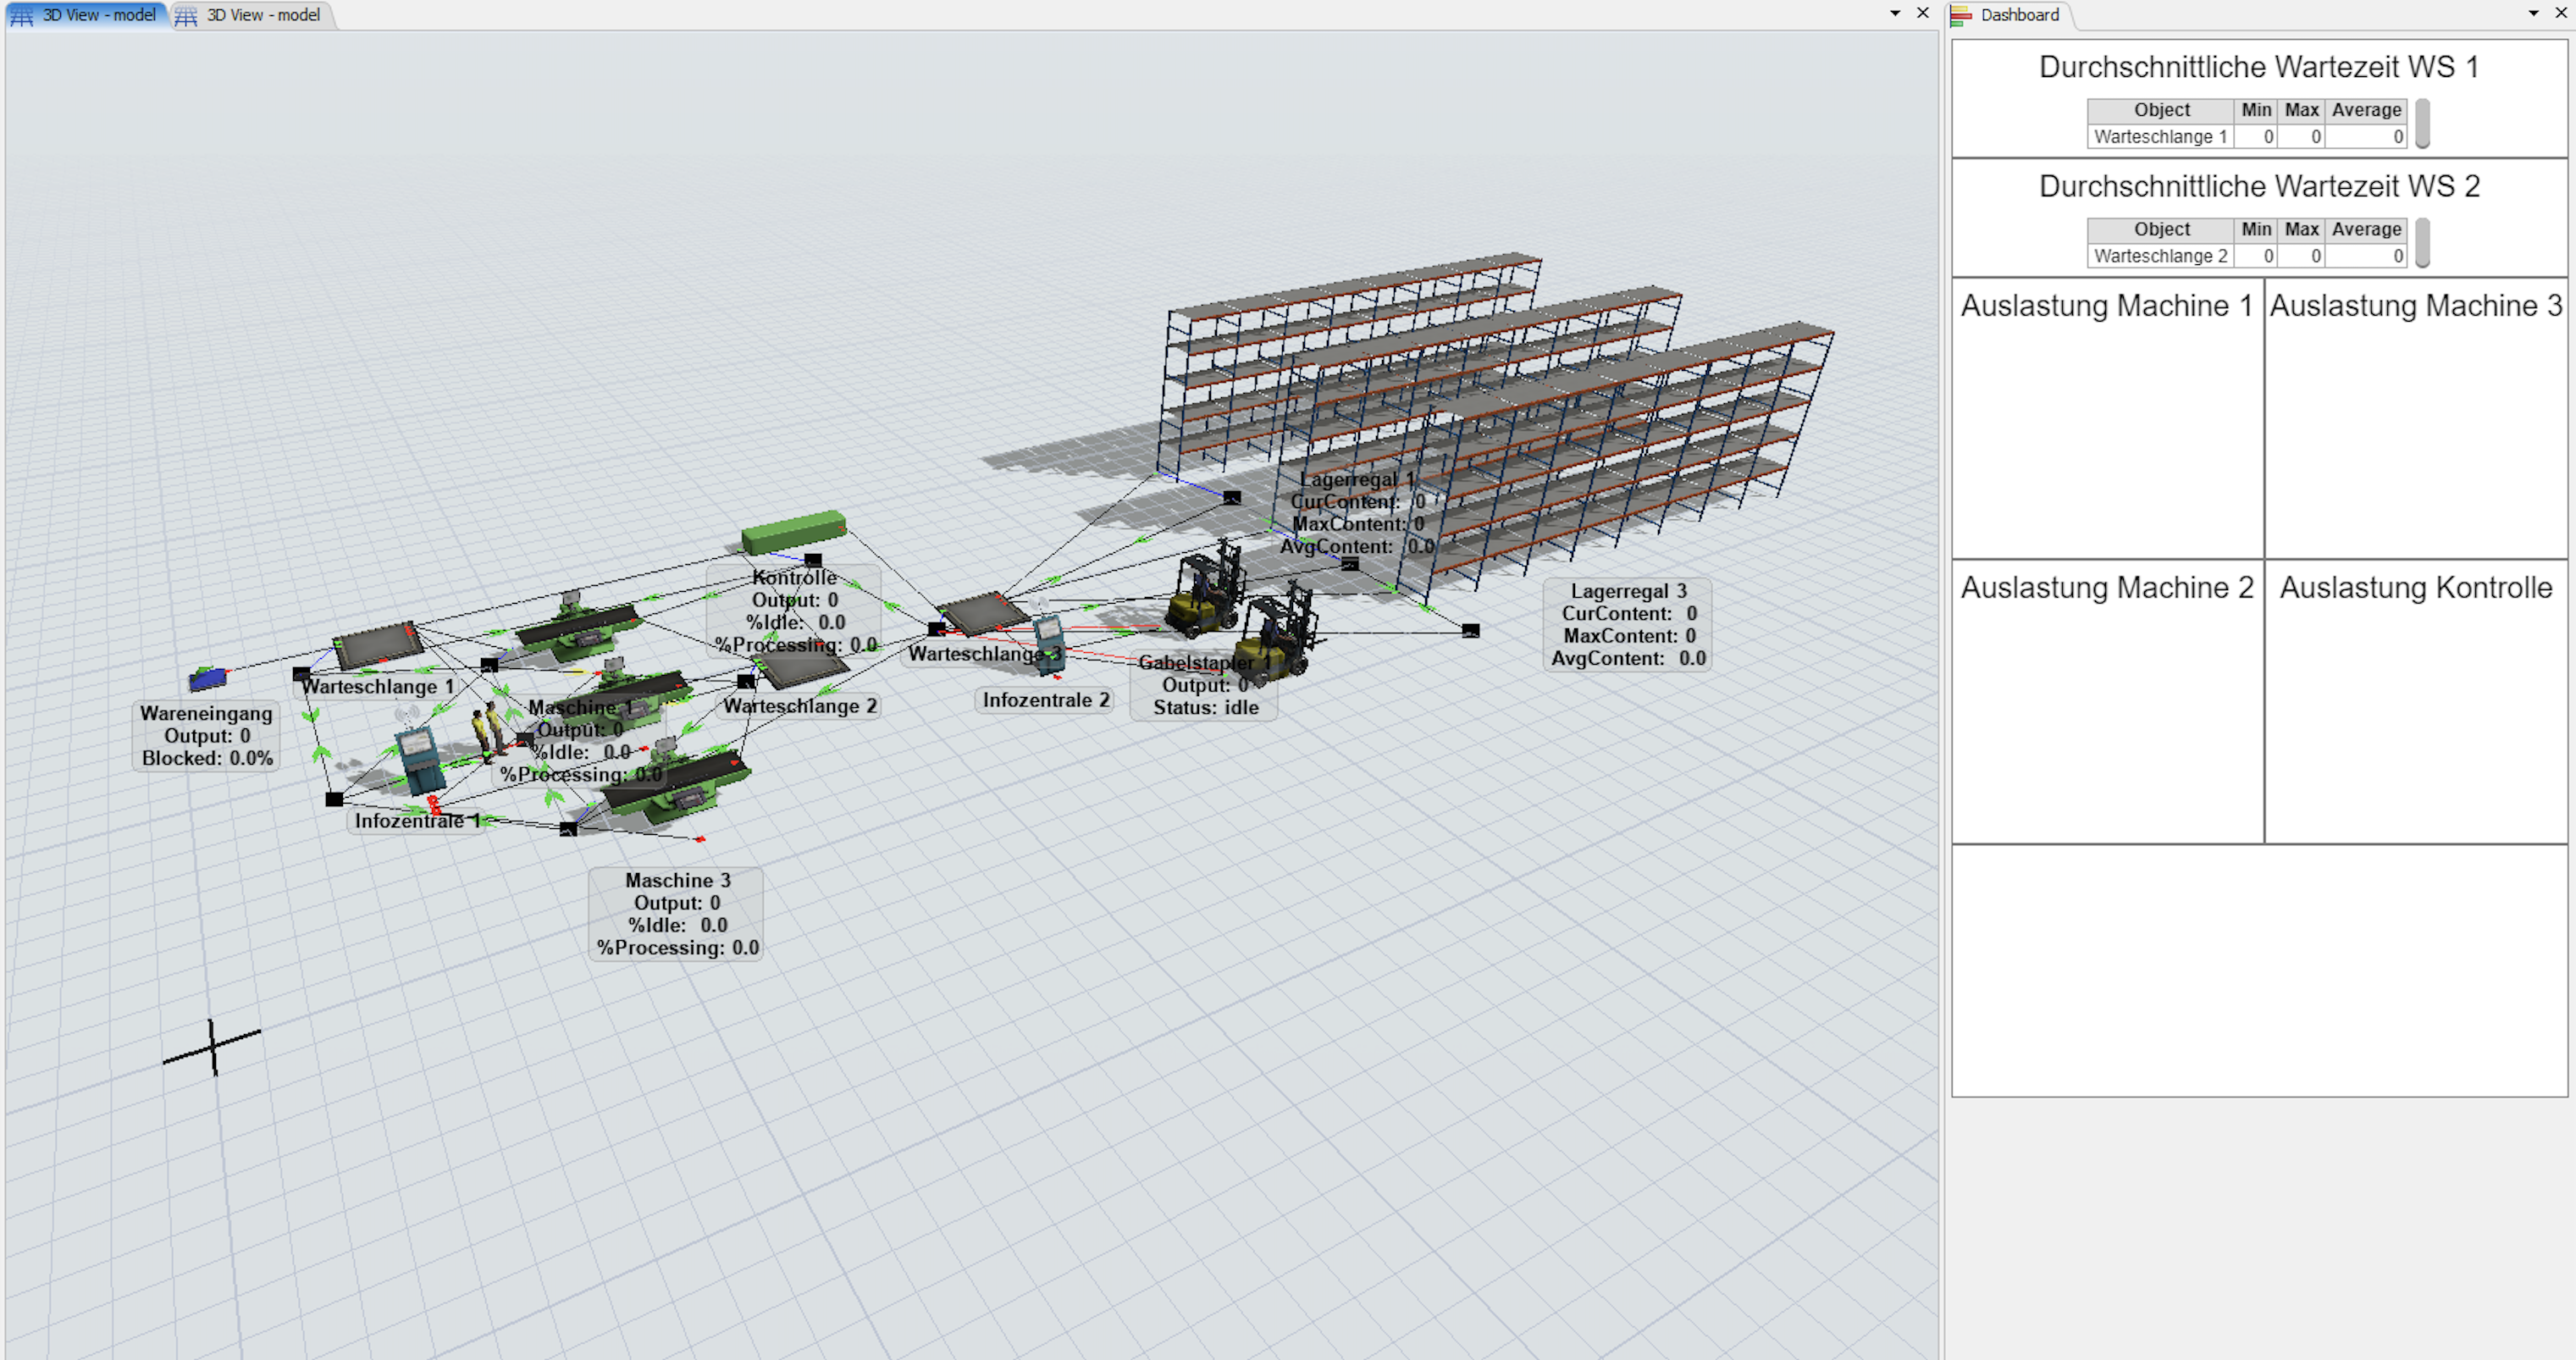 3D View - model
3D View - model
Dashboard
Durchschnittliche Wartezeit WS 1
Object Min Max Average
Warteschlange 1 0 0 0
Durchschnittliche Wartezeit WS 2
Object Min Max Average
Warteschlange 2 0 0 0
Auslastung Machine 1
Auslastung Machine 3
Auslastung Machine 2
Auslastung Kontrolle
Lagerregal 1
CurContent: 0
MaxContent: 0
AvgContent: 0.0
Kontrolle
Output: 0
%Idle: 0.0
%Processing: 0.0
Lagerregal 3
CurContent: 0
MaxContent: 0
AvgContent: 0.0
Warteschlange 3
Gabelstapler 1
Output: 0
Status: idle
Infozentrale 2
Warteschlange 1
Warteschlange 2
Wareneingang
Output: 0
Blocked: 0.0%
Maschine 1
Output: 0
%Idle: 0.0
%Processing: 0.0
Infozentrale 1
Maschine 3
Output: 0
%Idle: 0.0
%Processing: 0.0